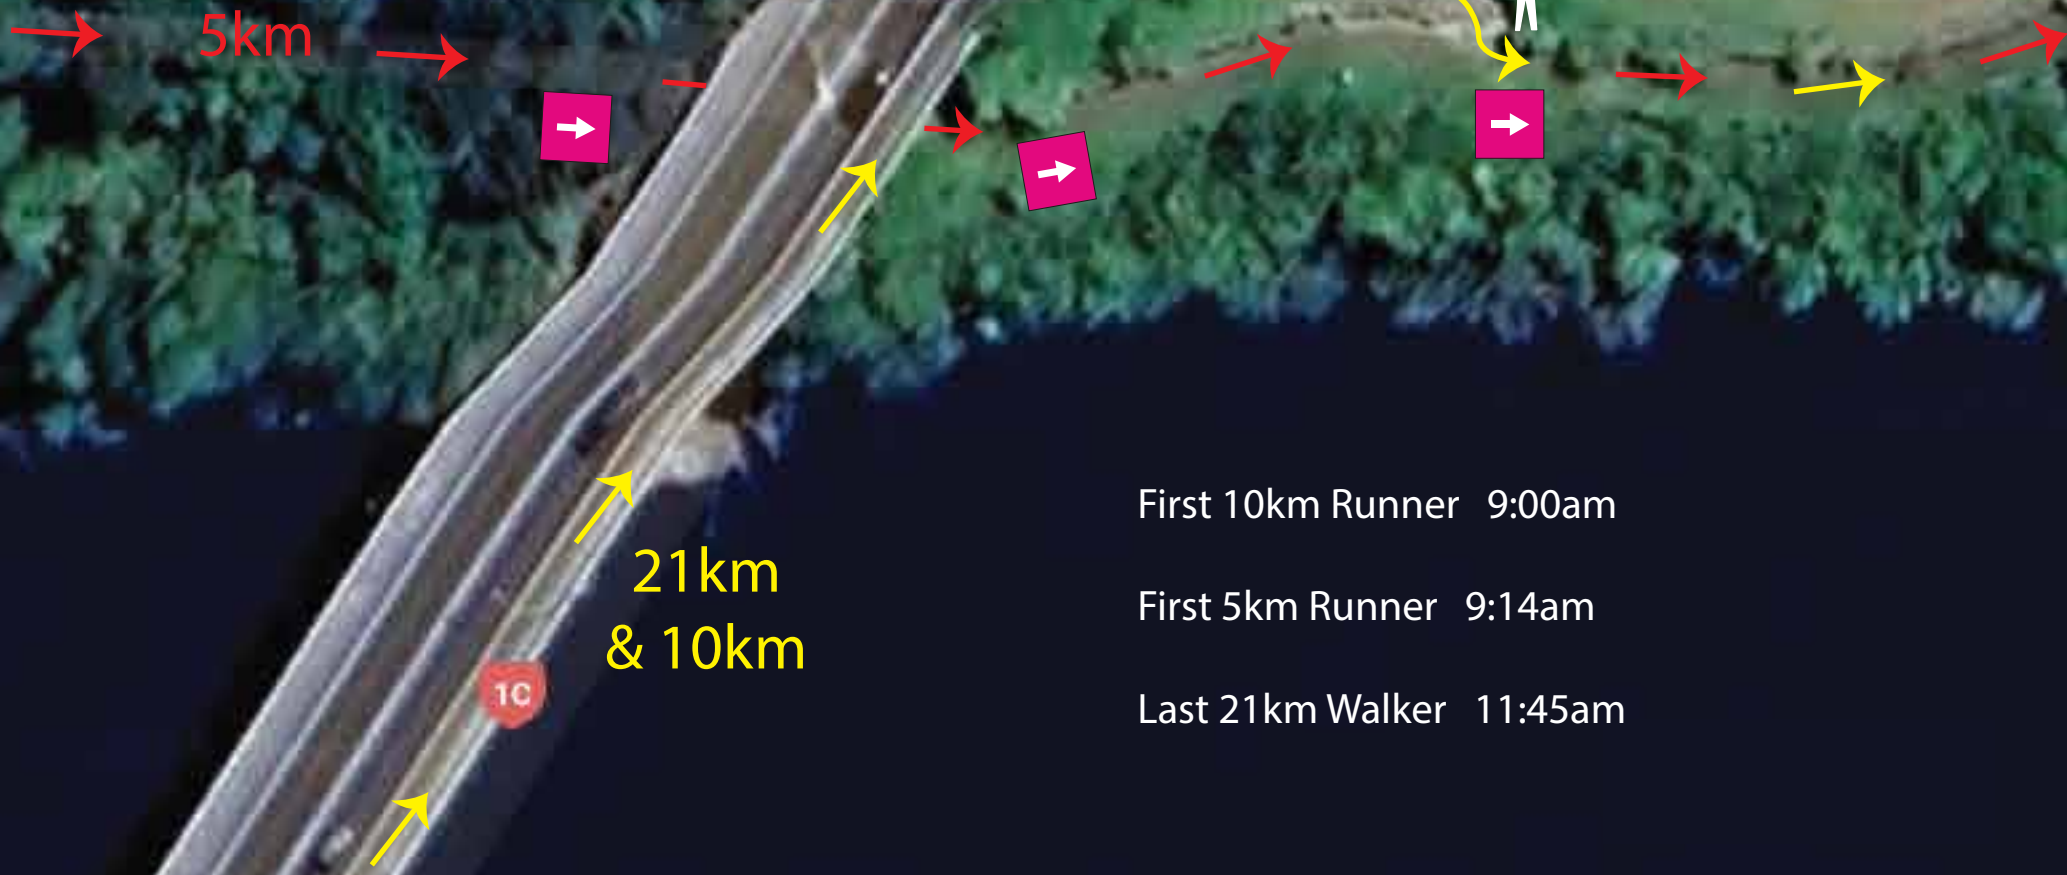 5km
21km
& 10km
1C
First 10km Runner 9:00am
First 5km Runner 9:14am
Last 21km Walker 11:45am